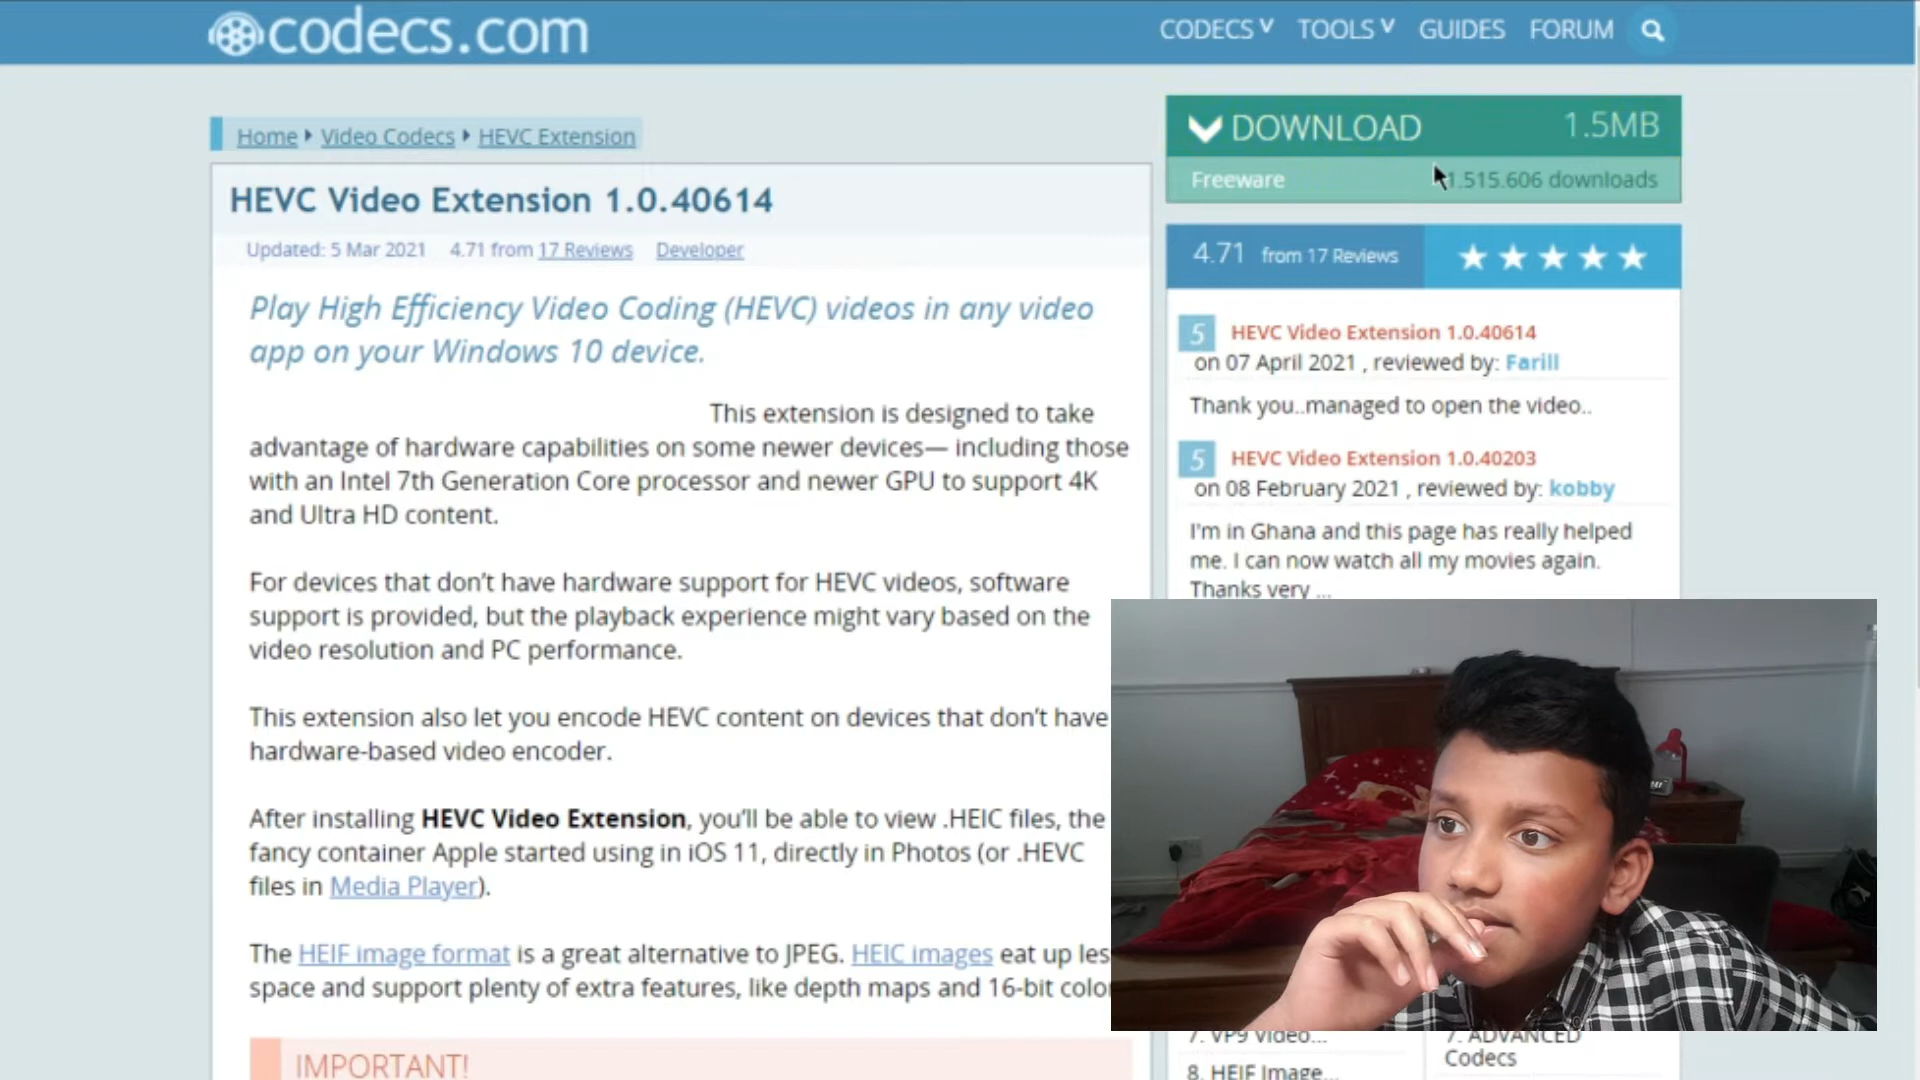 codecs.com
CODECS TOOLS GUIDES FORUM
Home Video Codecs HEVC Extension
HEVC Video Extension 1.0.40614
Updated: 5 Mar 2021 4.71 from 17 Reviews Developer
Play High Efficiency Video Coding (HEVC) videos in any video
app on your Windows 10 device.
This extension is designed to take
advantage of hardware capabilities on some newer devices— including those
with an Intel 7th Generation Core processor and newer GPU to support 4K
and Ultra HD content.
For devices that don't have hardware support for HEVC videos, software
support is provided, but the playback experience might vary based on the
video resolution and PC performance.
This extension also let you encode HEVC content on devices that don't have
hardware-based video encoder.
After installing HEVC Video Extension, you'll be able to view .HEIC files, the
fancy container Apple started using in iOS 11, directly in Photos (or .HEVC
files in Media Player).
The HEIF image format is a great alternative to JPEG. HEIC images eat up les
space and support plenty of extra features, like depth maps and 16-bit color
IMPORTANT!
DOWNLOAD 1.5MB
Freeware 1.515.606 downloads
4.71 from 17 Reviews
5 HEVC Video Extension 1.0.40614
on 07 April 2021 , reviewed by: Farill
Thank you..managed to open the video..
5 HEVC Video Extension 1.0.40203
on 08 February 2021 , reviewed by: kobby
I'm in Ghana and this page has really helped
me. I can now watch all my movies again.
Thanks very ...
7. VP9 Video...
8. HEIF Image...
7. ADVANCED
Codecs